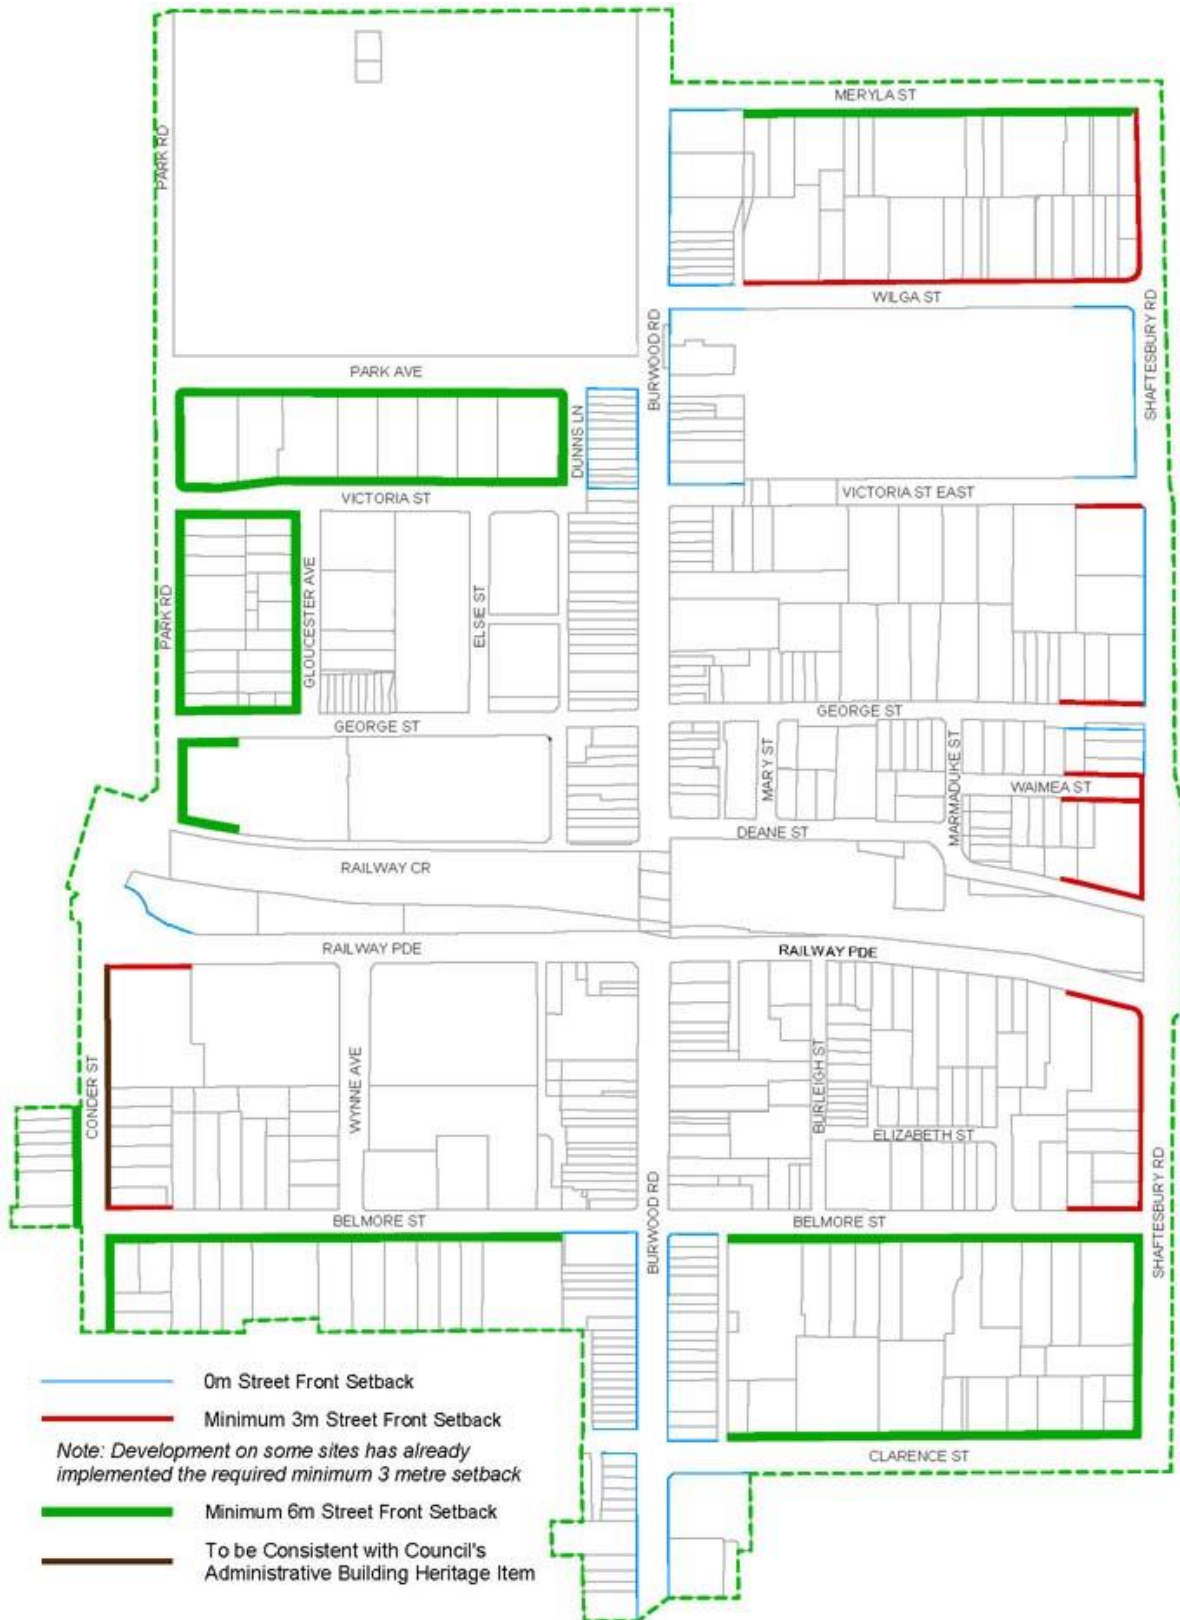 MERYLA ST
PARK RD
WILGA ST
BURWOOD RD
SHAFTESBURY RD
PARK AVE
DUNNS LN
VICTORIA ST
VICTORIA ST EAST
PARK RD
GLOUCESTER AVE
ELSIE ST
GEORGE ST
GEORGE ST
MARY ST
MARMADUKE ST
WAIMEA ST
DEANE ST
RAILWAY CR
RAILWAY PDE
RAILWAY PDE
CONDER ST
WYNNE AVE
BURLEIGH ST
ELIZABETH ST
BURWOOD RD
SHAFTESBURY RD
BELMORE ST
BELMORE ST
CLARENCE ST
0m Street Front Setback
Minimum 3m Street Front Setback
Note: Development on some sites has already
implemented the required minimum 3 metre setback
Minimum 6m Street Front Setback
To be Consistent with Council's
Administrative Building Heritage Item